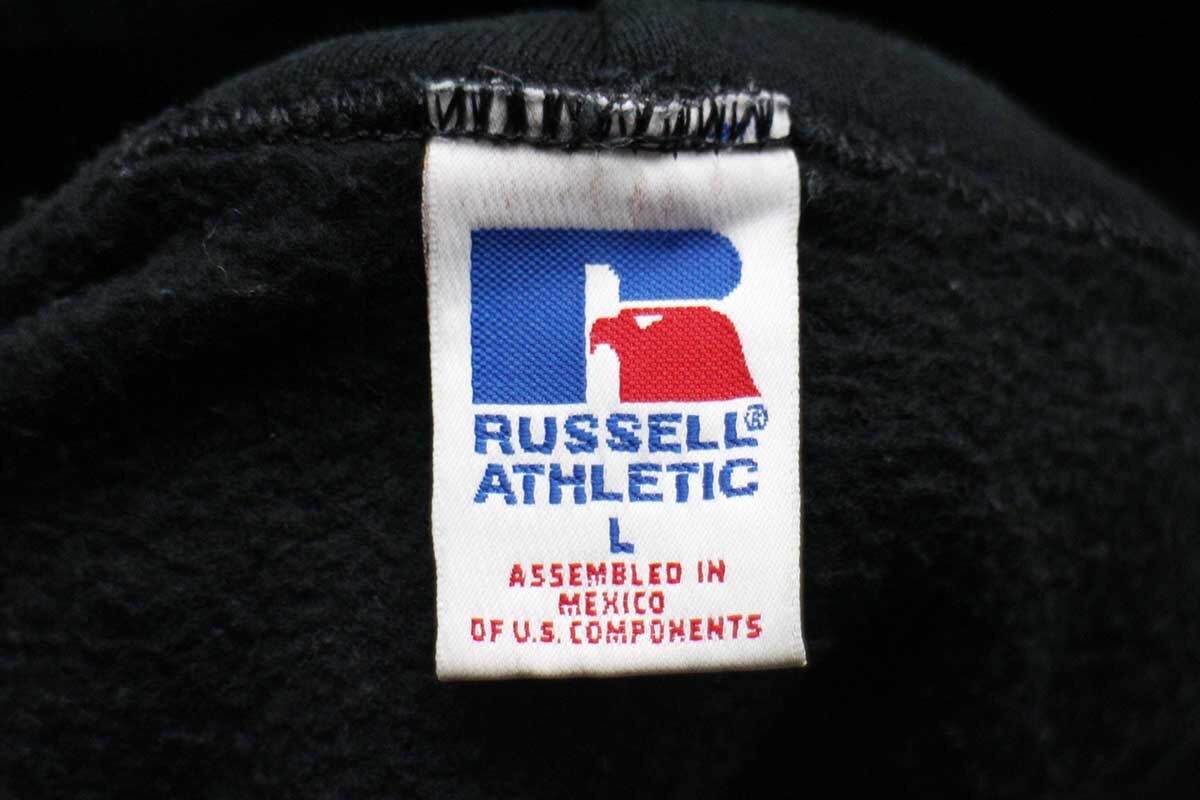 RUSSELL®
ATHLETIC
L
ASSEMBLED IN
MEXICO
OF U.S. COMPONENTS